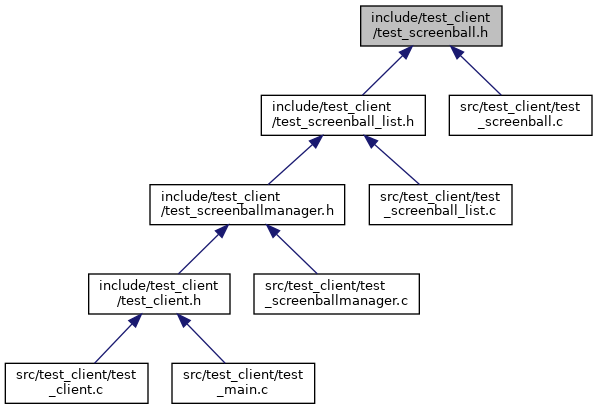 include/test_client
/test_screenball.h
include/test_client
/test_screenball_list.h
src/test_client/test
_screenball.c
include/test_client
/test_screenballmanager.h
src/test_client/test
_screenball_list.c
include/test_client
/test_client.h
src/test_client/test
_screenballmanager.c
src/test_client/test
_client.c
src/test_client/test
_main.c